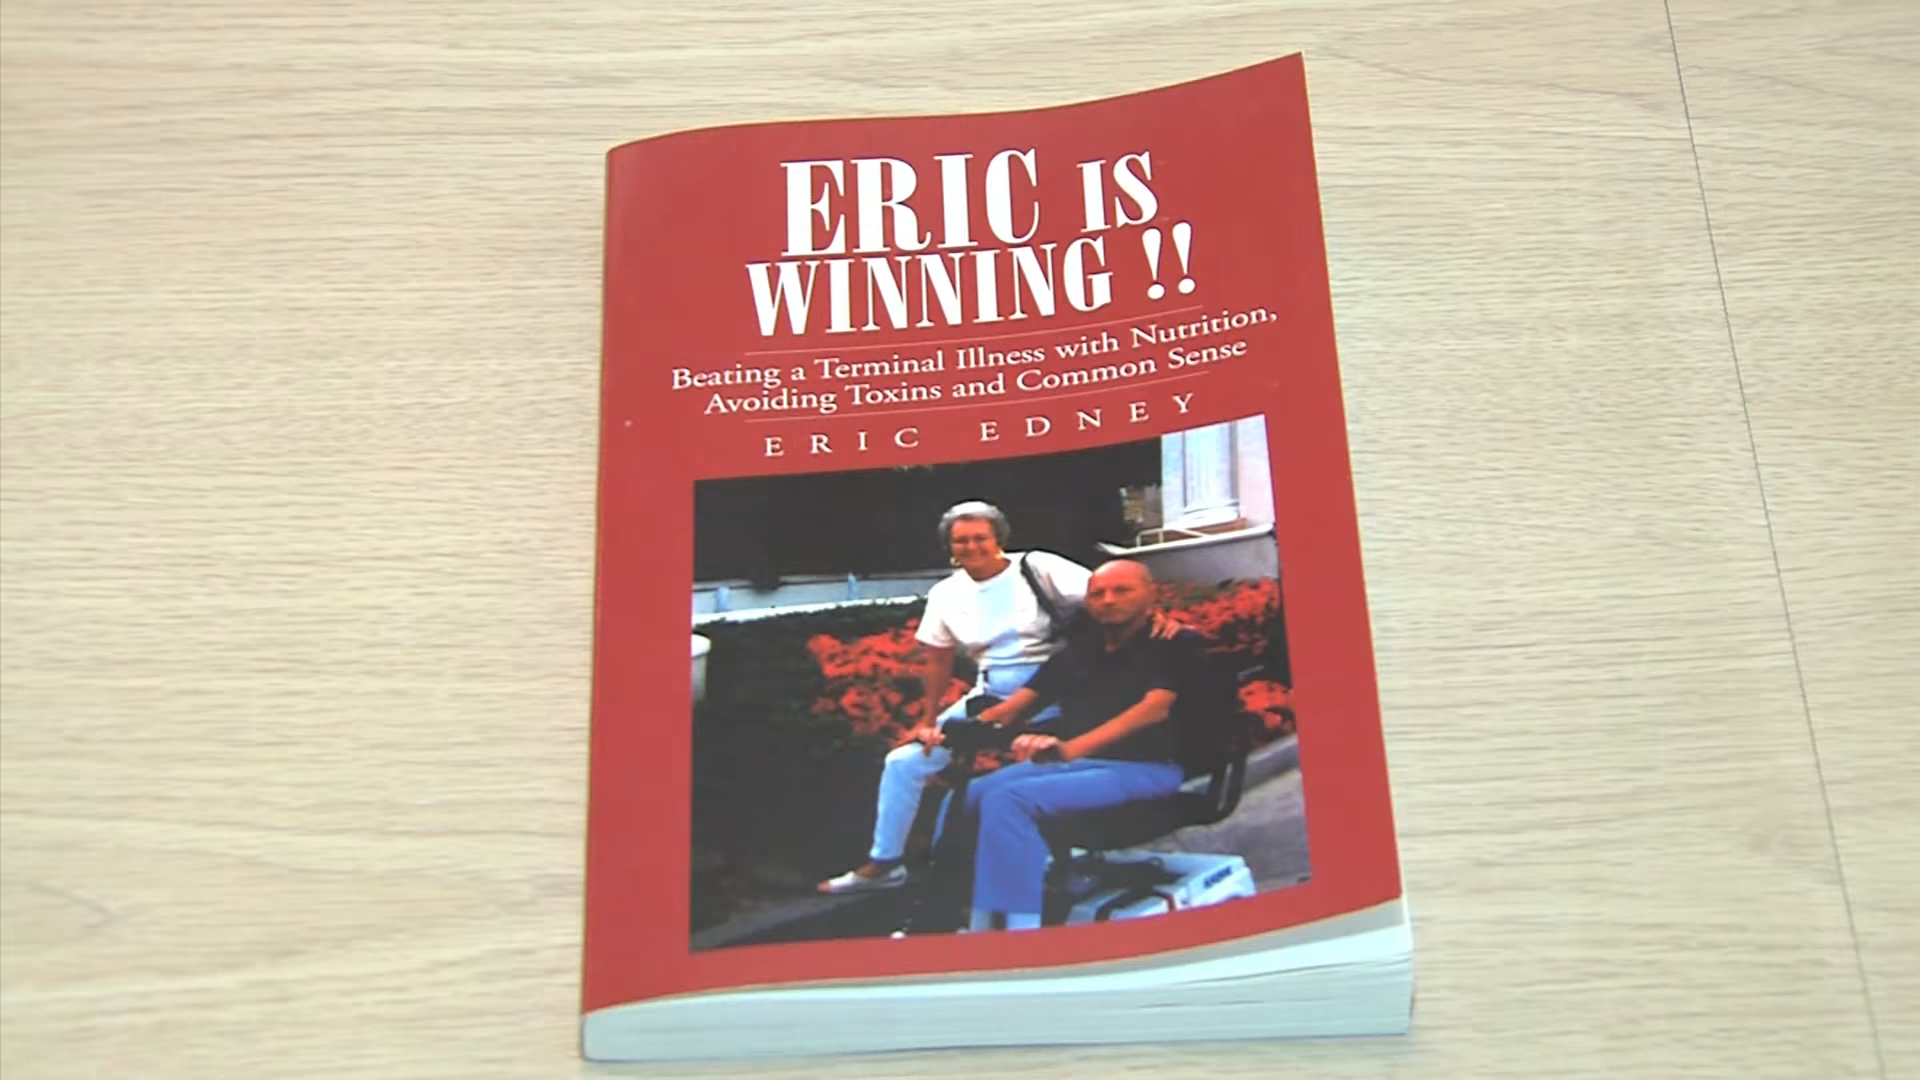 ERIC IS
WINNING !!
Beating a Terminal Illness with Nutrition,
Avoiding Toxins and Common Sense
ERIC EDNEY